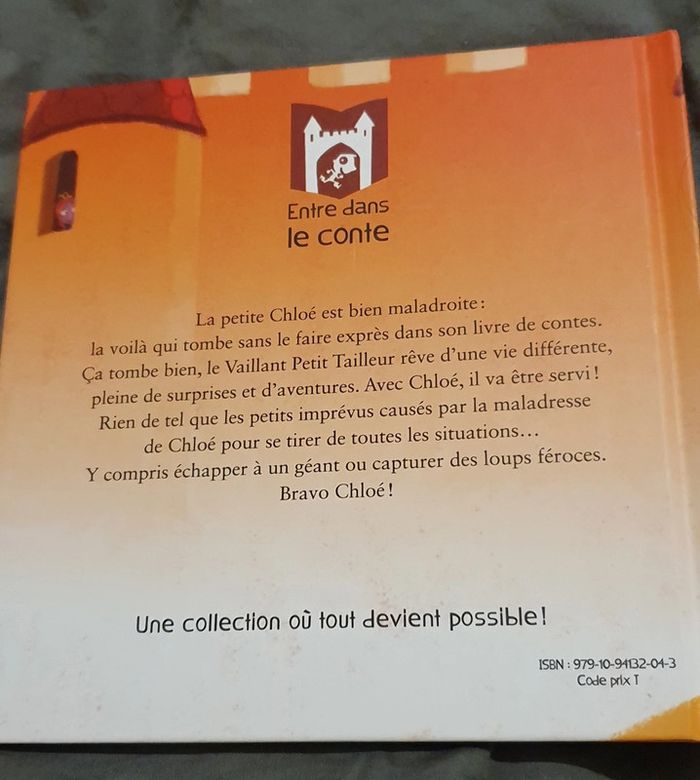 Entre dans
le conte
La petite Chloé est bien maladroite :
la voilà qui tombe sans le faire exprès dans son livre de contes.
Ça tombe bien, le Vaillant Petit Tailleur rêve d'une vie différente,
pleine de surprises et d'aventures. Avec Chloé, il va être servi !
Rien de tel que les petits imprévus causés par la maladresse
de Chloé pour se tirer de toutes les situations...
Y compris échapper à un géant ou capturer des loups féroces.
Bravo Chloé !
Une collection où tout devient possible !
ISBN : 979-10-94132-04-3
Code prix T